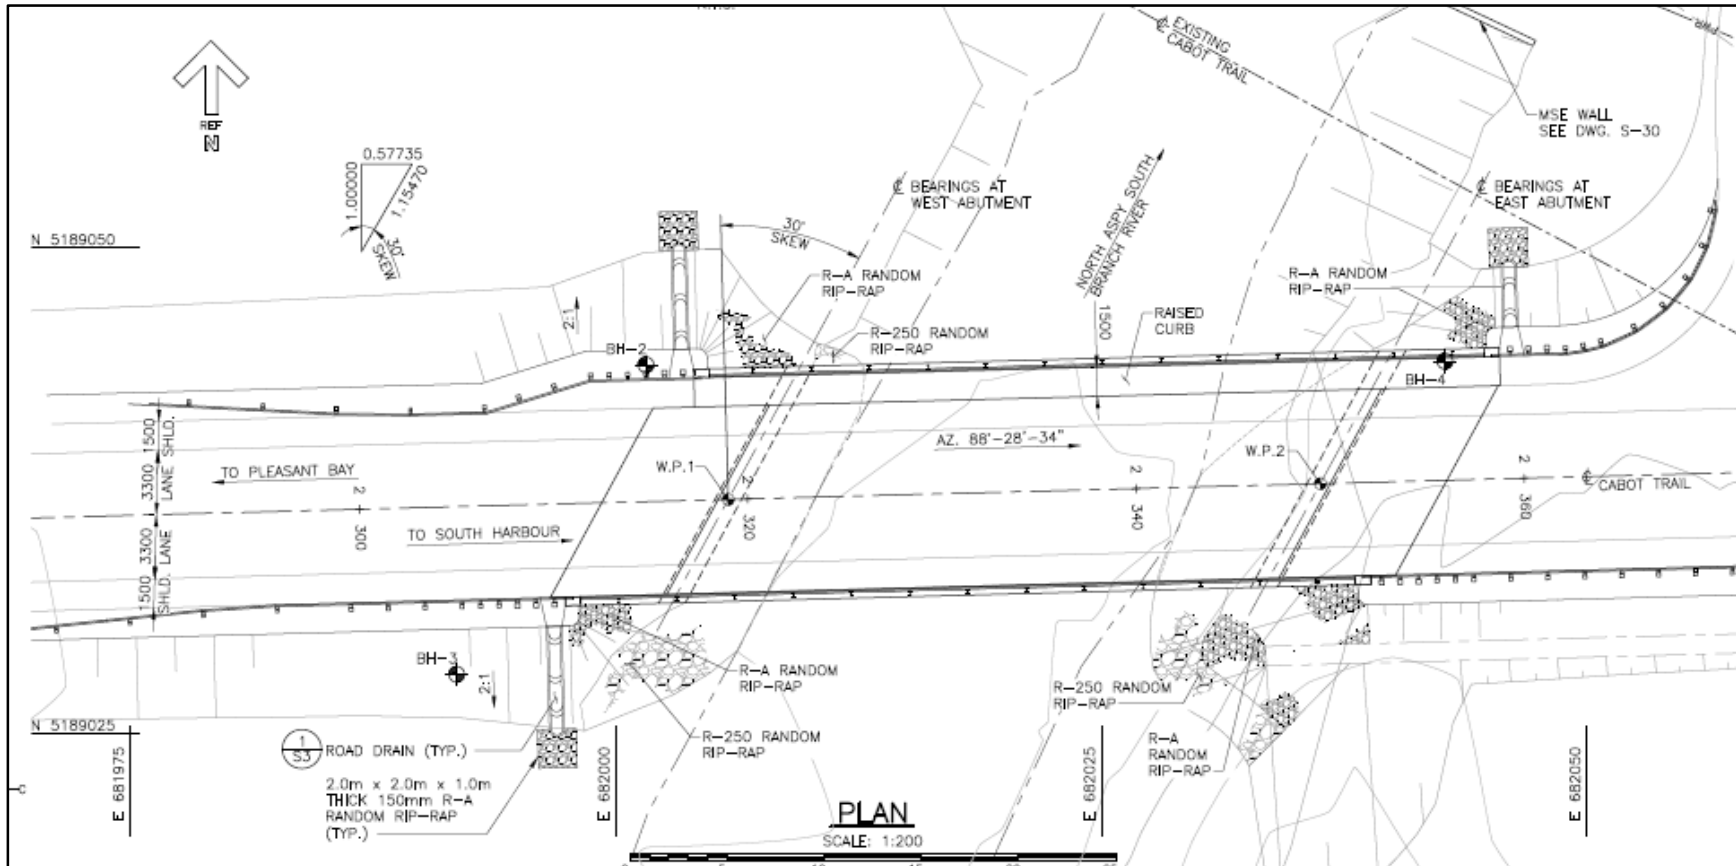 EXISTING
CABOT TRAIL
MSE WALL
SEE DWG. S-30
REF
N
0.57735
1.00000
1.15470
30°
SKEW
BEARINGS AT
WEST ABUTMENT
BEARINGS AT
EAST ABUTMENT
30°
SKEW
NORTH ASPY SOUTH
BRANCH RIVER
N 5189050
R-A RANDOM
RIP-RAP
R-A RANDOM
RIP-RAP
R-250 RANDOM
RIP-RAP
1500
RAISED
CURB
2:1
BH-2
BH-4
AZ. 88°-28'-34"
W.P.1
W.P.2
TO PLEASANT BAY
1500 3300 3300 1500
SHLD. LANE LANE SHLD.
2 300
2 320
2 340
2 360
CABOT TRAIL
TO SOUTH HARBOUR
BH-3
2:1
R-A RANDOM
RIP-RAP
R-250 RANDOM
RIP-RAP
R-250 RANDOM
RIP-RAP
R-A
RANDOM
RIP-RAP
N 5189025
1
S3
ROAD DRAIN (TYP.)
2.0m x 2.0m x 1.0m
THICK 150mm R-A
RANDOM RIP-RAP
(TYP.)
E 681975
E 682000
E 682025
E 682050
C
PLAN
SCALE: 1:200